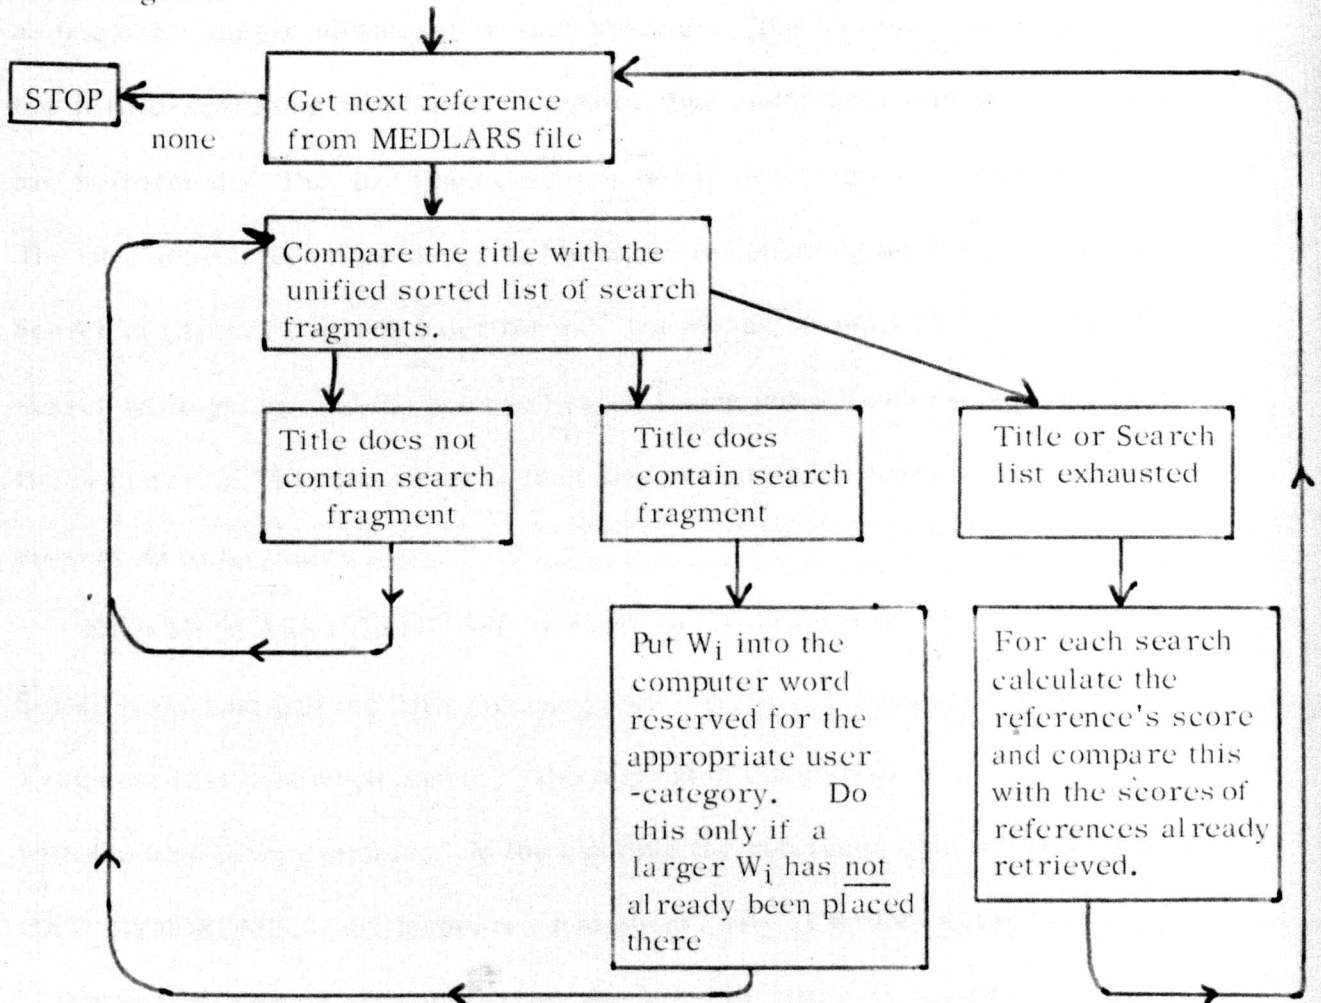 STOP
none
Get next reference
from MEDLARS file
Compare the title with the
unified sorted list of search
fragments.
Title does not
contain search
fragment
Title does
contain search
fragment
Title or Search
list exhausted
Put Wi into the
computer word
reserved for the
appropriate user
-category. Do
this only if a
larger Wi has not
already been placed
there
For each search
calculate the
reference's score
and compare this
with the scores of
references already
retrieved.